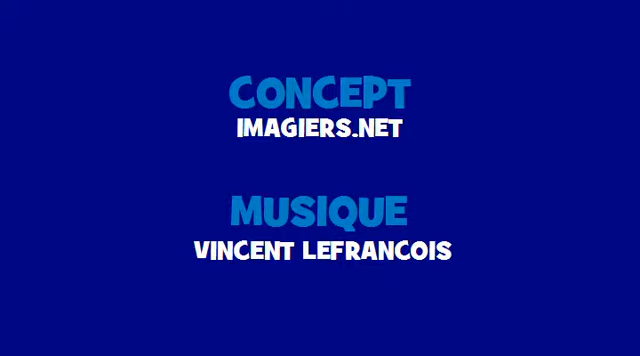 CONCEPT
IMAGIERS.NET
MUSIQUE
VINCENT LEFRANCOIS